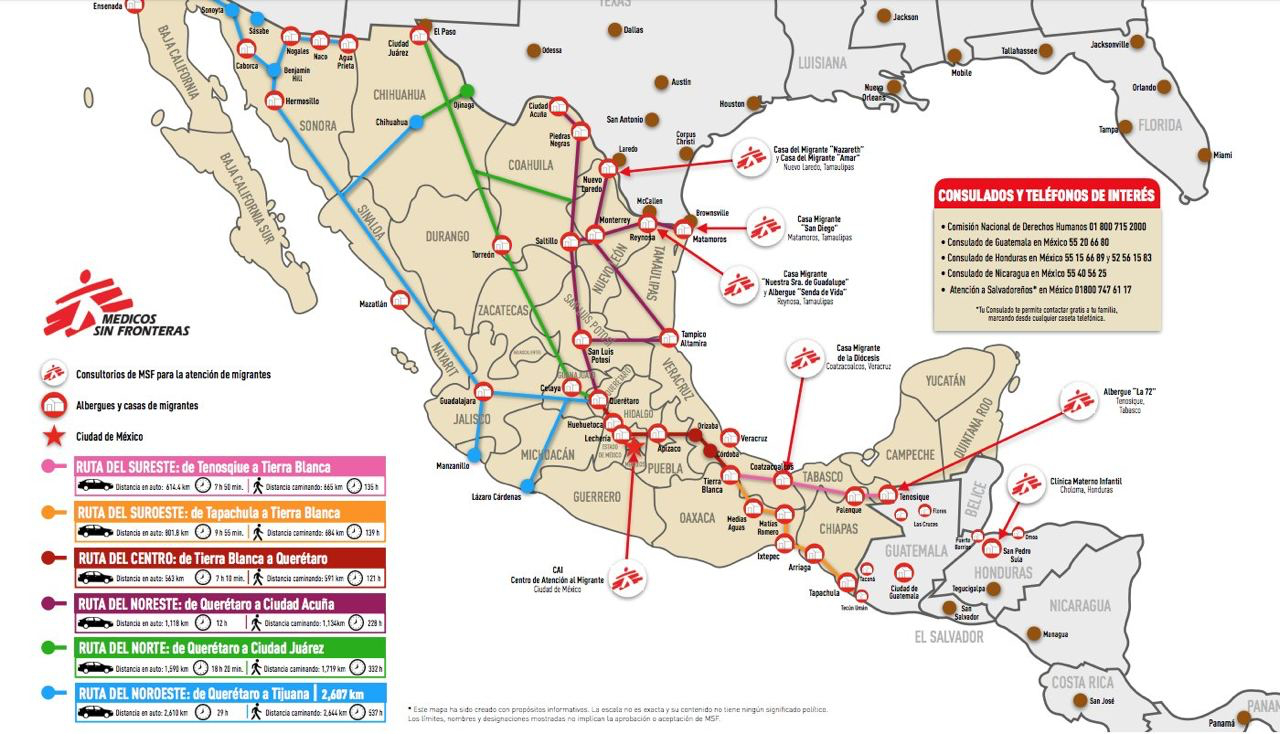 Ensenada
Sonoyta
Sásabe
Nogales
Naco
Agua
Prieta
Caborca
Benjamin
Hill
Hermosillo
BAJA CALIFORNIA
SONORA
BAJA CALIFORNIA SUR
Ciudad
Juárez
El Paso
CHIHUAHUA
Ojinaga
Chihuahua
TEXAS
Dallas
Odessa
Austin
Houston
San Antonio
Corpus
Christi
Laredo
LUISIANA
Jackson
Mobile
Nueva
Orleans
Tallahassee
Jacksonville
Orlando
Tampa
FLORIDA
Miami
Ciudad
Acuña
Piedras
Negras
COAHUILA
Nuevo
Laredo
McCallen
Brownsville
Monterrey
Reynosa
Matamoros
Saltillo
NUEVO LEÓN
TAMAULIPAS
SINALOA
DURANGO
Torreón
ZACATECAS
SAN LUIS POTOSÍ
Mazatlán
NAYARIT
San Luis
Potosí
Tampico
Altamira
GUANAJUATO
QUERÉTARO
VERACRUZ
Celaya
Querétaro
Guadalajara
JALISCO
HIDALGO
Huehuetoca
Lechería
ESTADO
DE MÉXICO
Apizaco
Orizaba
Córdoba
Veracruz
MICHOACÁN
PUEBLA
Manzanillo
Lázaro Cárdenas
GUERRERO
Tierra
Blanca
Coatzacoalcos
TABASCO
CAMPECHE
YUCATÁN
QUINTANA ROO
OAXACA
Medias
Aguas
Matías
Romero
Ixtepec
Arriaga
CHIAPAS
Palenque
Tenosique
Tapachula
Flores
Las Cruces
GUATEMALA
BELICE
Tacaná
Tecún Umán
Ciudad de
Guatemala
Puerto
Barrios
Omoa
San Pedro
Sula
HONDURAS
Tegucigalpa
San
Salvador
EL SALVADOR
NICARAGUA
Managua
COSTA RICA
San José
PANAM
Panamá
Casa del Migrante “Nazareth”
y Casa del Migrante “Amar”
Nuevo Laredo, Tamaulipas
Casa Migrante
“San Diego”
Matamoros, Tamaulipas
Casa Migrante
“Nuestra Sra. de Guadalupe”
y Albergue “Senda de Vida”
Reynosa, Tamaulipas
Casa Migrante
de la Diócesis
Coatzacoalcos, Veracruz
Albergue “La 72”
Tenosique,
Tabasco
Clínica Materno Infantil
Choloma, Honduras
CAI
Centro de Atención al Migrante
Ciudad de México
CONSULADOS Y TELÉFONOS DE INTERÉS
• Comisión Nacional de Derechos Humanos 01 800 715 2000
• Consulado de Guatemala en México 55 20 66 80
• Consulado de Honduras en México 55 15 66 89 y 52 56 15 83
• Consulado de Nicaragua en México 55 40 56 25
• Atención a Salvadoreños* en México 01800 747 61 17
*Tu Consulado te permite contactar gratis a tu familia,
marcando desde cualquier caseta telefónica.
MEDICOS
SIN FRONTERAS
Consultorios de MSF para la atención de migrantes
Albergues y casas de migrantes
Ciudad de México
RUTA DEL SURESTE: de Tenosqiue a Tierra Blanca
Distancia en auto: 614.4 km 7 h 50 min. Distancia caminando: 665 km 135 h
RUTA DEL SUROESTE: de Tapachula a Tierra Blanca
Distancia en auto: 801.8 km 9 h 55 min. Distancia caminando: 684 km 139 h
RUTA DEL CENTRO: de Tierra Blanca a Querétaro
Distancia en auto: 563 km 7 h 10 min. Distancia caminando: 591 km 121 h
RUTA DEL NORESTE: de Querétaro a Ciudad Acuña
Distancia en auto: 1,118 km 12 h Distancia caminando: 1,134km 228 h
RUTA DEL NORTE: de Querétaro a Ciudad Juárez
Distancia en auto: 1,590 km 18 h 20 min. Distancia caminando: 1,719 km 332 h
RUTA DEL NOROESTE: de Querétaro a Tijuana | 2,607 km
Distancia en auto: 2,610 km 29 h Distancia caminando: 2,644 km 537 h
* Este mapa ha sido creado con propósitos informativos. La escala no es exacta y su contenido no tiene ningún significado político.
Los límites, nombres y designaciones mostradas no implican la aprobación o aceptación de MSF.